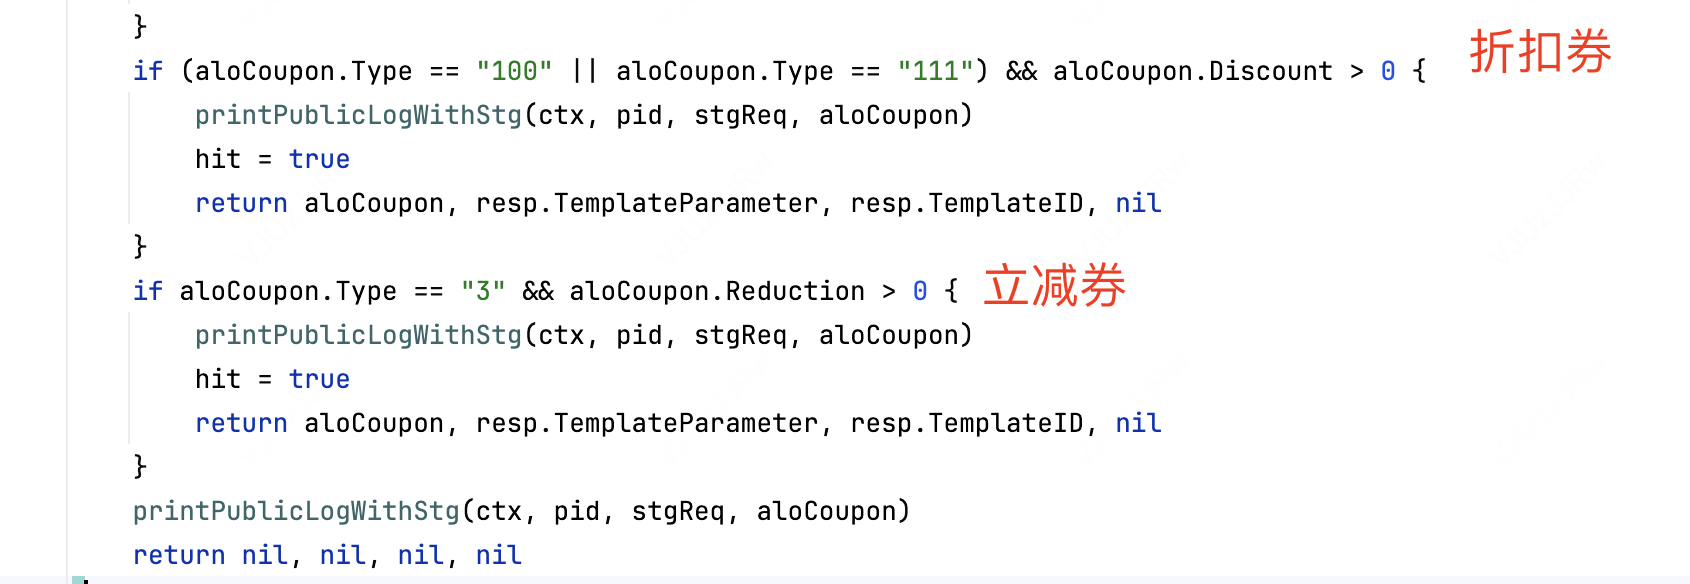 }
if (aloCoupon.Type == "100" || aloCoupon.Type == "111") && aloCoupon.Discount > 0 { 折扣券
printPublicLogWithStg(ctx, pid, stgReq, aloCoupon)
hit = true
return aloCoupon, resp.TemplateParameter, resp.TemplateID, nil
}
if aloCoupon.Type == "3" && aloCoupon.Reduction > 0 { 立减券
printPublicLogWithStg(ctx, pid, stgReq, aloCoupon)
hit = true
return aloCoupon, resp.TemplateParameter, resp.TemplateID, nil
}
printPublicLogWithStg(ctx, pid, stgReq, aloCoupon)
return nil, nil, nil, nil